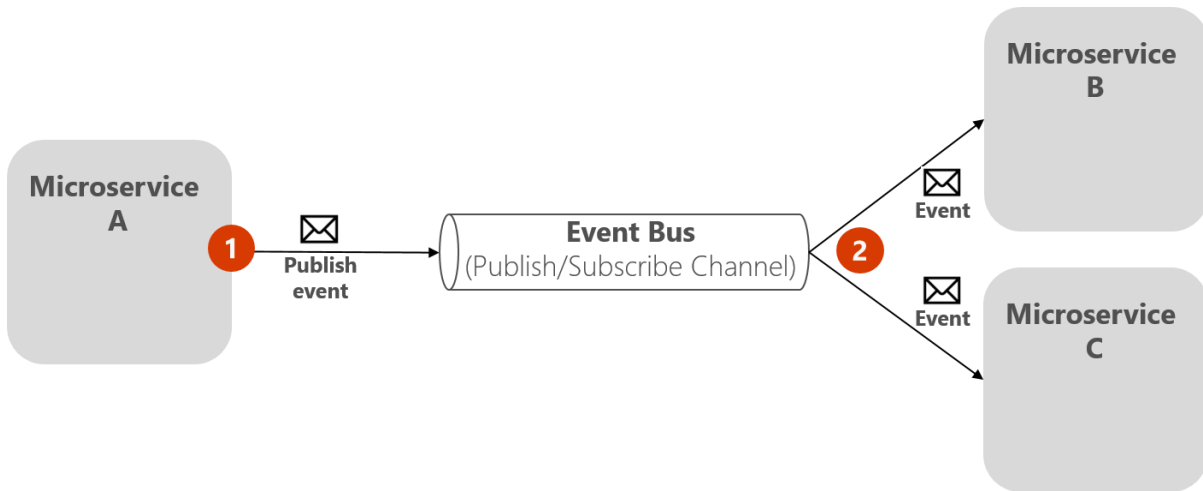 Microservice
A
1
Publish
event
Event Bus
(Publish/Subscribe Channel)
2
Event
Event
Microservice
B
Microservice
C